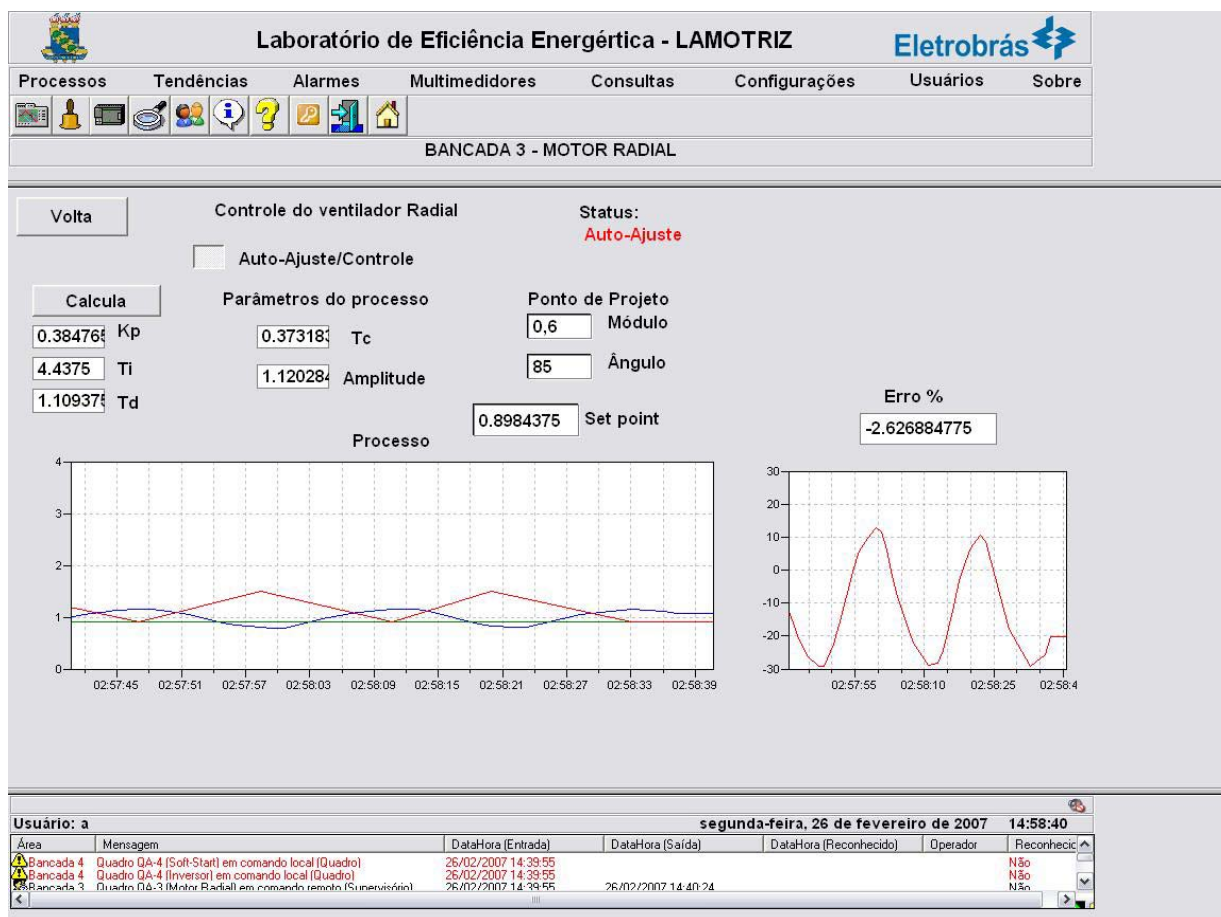 Laboratório de Eficiência Energértica - LAMOTRIZ
Eletrobrás
Processos Tendências Alarmes Multimedidores Consultas Configurações Usuários Sobre
BANCADA 3 - MOTOR RADIAL
Volta
Controle do ventilador Radial
Status:
Auto-Ajuste
Auto-Ajuste/Controle
Calcula
Parâmetros do processo
Ponto de Projeto
0.384765 Kp
0.373183 Tc
0,6 Módulo
4.4375 Ti
1.120284 Amplitude
85 Ângulo
1.109375 Td
0.8984375 Set point
Erro %
-2.626884775
Processo
4
3
2
1
0
02:57:45 02:57:51 02:57:57 02:58:03 02:58:09 02:58:15 02:58:21 02:58:27 02:58:33 02:58:39
30
20
10
0
-10
-20
-30
02:57:55 02:58:10 02:58:25 02:58:4
Usuário: a
segunda-feira, 26 de fevereiro de 2007 14:58:40
Área Mensagem DataHora (Entrada) DataHora (Saída) DataHora (Reconhecido) Operador Reconhecic
Bancada 4 Quadro QA-4 (Soft-Start) em comando local (Quadro) 26/02/2007 14:39:55 Não
Bancada 4 Quadro QA-4 (Inversor) em comando local (Quadro) 26/02/2007 14:39:55 Não
Bancada 3 Quadro QA-3 (Motor Radial) em comando remoto (Supervisório) 26/02/2007 14:39:55 26/02/2007 14:40:24 Não